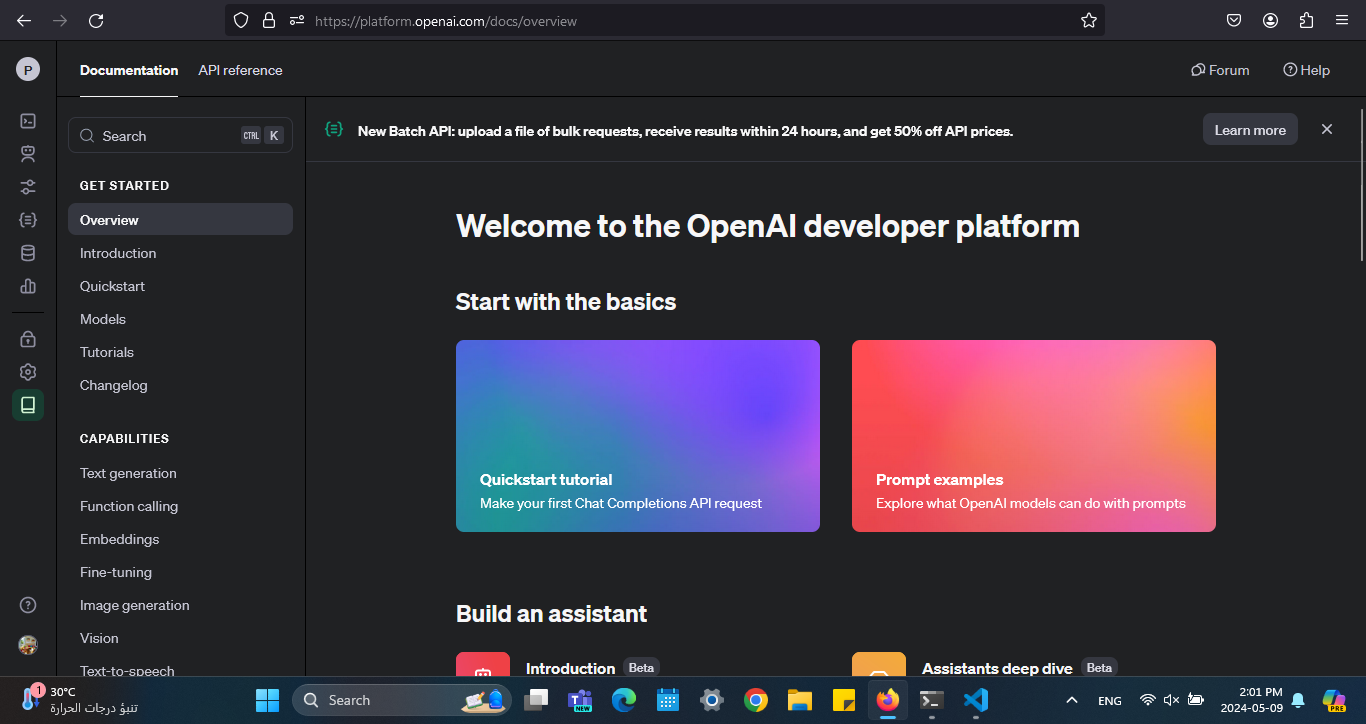 https://platform.openai.com/docs/overview
P
Documentation
API reference
Forum
Help
Search
CTRL K
GET STARTED
Overview
Introduction
Quickstart
Models
Tutorials
Changelog
CAPABILITIES
Text generation
Function calling
Embeddings
Fine-tuning
Image generation
Vision
Text-to-speech
New Batch API: upload a file of bulk requests, receive results within 24 hours, and get 50% off API prices.
Learn more
Welcome to the OpenAI developer platform
Start with the basics
Quickstart tutorial
Make your first Chat Completions API request
Prompt examples
Explore what OpenAI models can do with prompts
Build an assistant
Introduction Beta
Assistants deep dive Beta
1
30°C
تنبؤ درجات الحرارة
Search
NEW
ENG
2:01 PM
2024-05-09
PRE